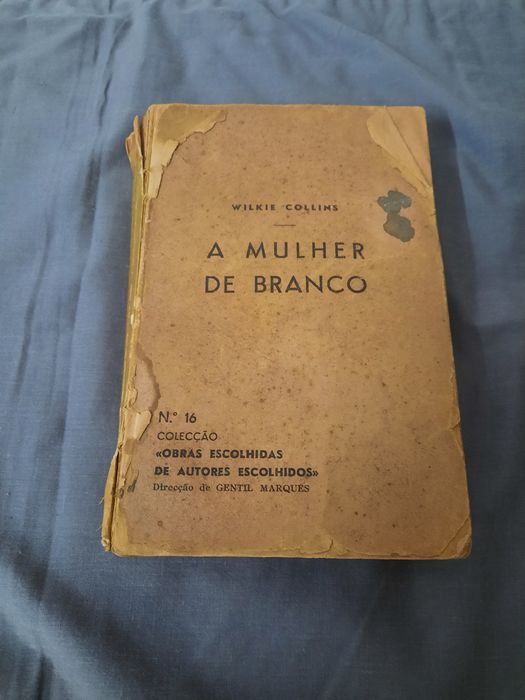 WILKIE COLLINS
A MULHER
DE BRANCO
N.º 16
COLECÇÃO
«OBRAS ESCOLHIDAS
DE AUTORES ESCOLHIDOS»
Direcção de GENTIL MARQUES